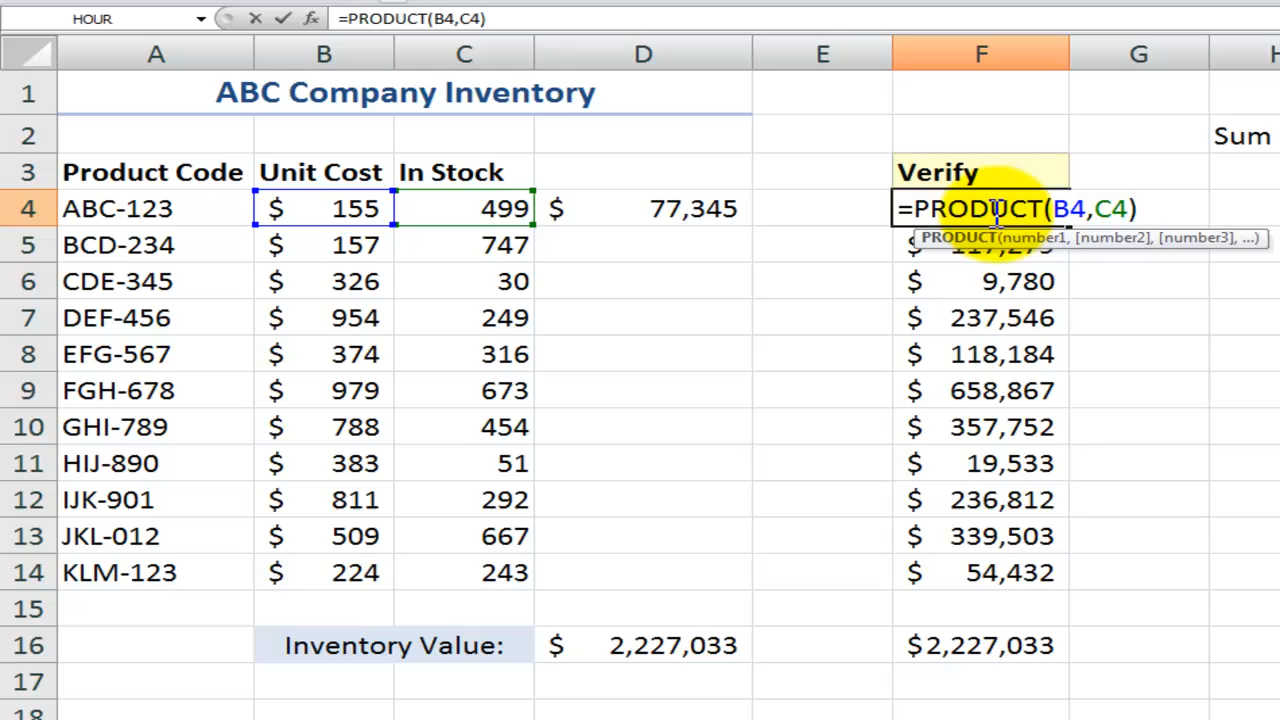 HOUR =PRODUCT(B4,C4)
A B C D E F G H
1 ABC Company Inventory
2 Sum
3 Product Code Unit Cost In Stock Verify
4 ABC-123 $ 155 499 $ 77,345 =PRODUCT(B4,C4)
PRODUCT(number1, [number2], [number3], ...)
5 BCD-234 $ 157 747 $ 117,279
6 CDE-345 $ 326 30 $ 9,780
7 DEF-456 $ 954 249 $ 237,546
8 EFG-567 $ 374 316 $ 118,184
9 FGH-678 $ 979 673 $ 658,867
10 GHI-789 $ 788 454 $ 357,752
11 HIJ-890 $ 383 51 $ 19,533
12 IJK-901 $ 811 292 $ 236,812
13 JKL-012 $ 509 667 $ 339,503
14 KLM-123 $ 224 243 $ 54,432
15
16 Inventory Value: $ 2,227,033 $2,227,033
17
18